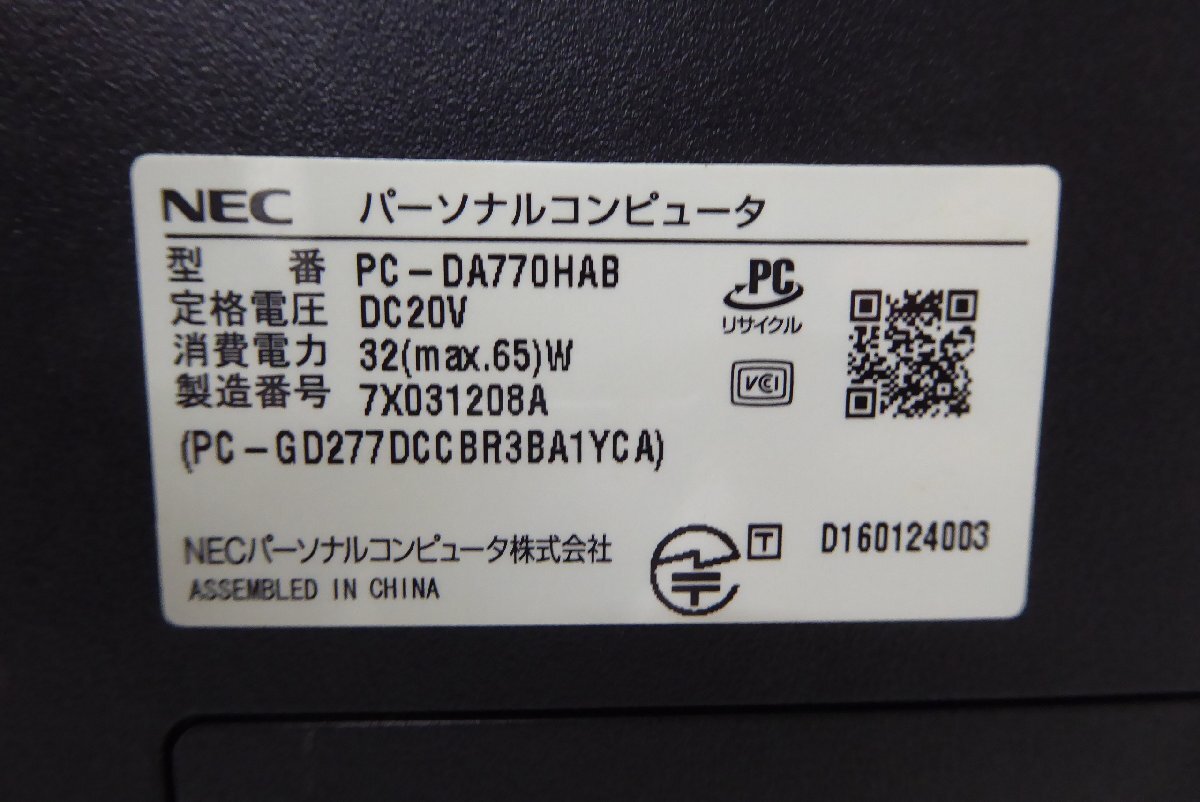 NEC パーソナルコンピュータ
型 番 PC-DA770HAB
定格電圧 DC20V
消費電力 32(max.65)W
製造番号 7X031208A
(PC-GD277DCCBR3BA1YCA)
PC
リサイクル
VCCI
NECパーソナルコンピュータ株式会社
ASSEMBLED IN CHINA
T D160124003